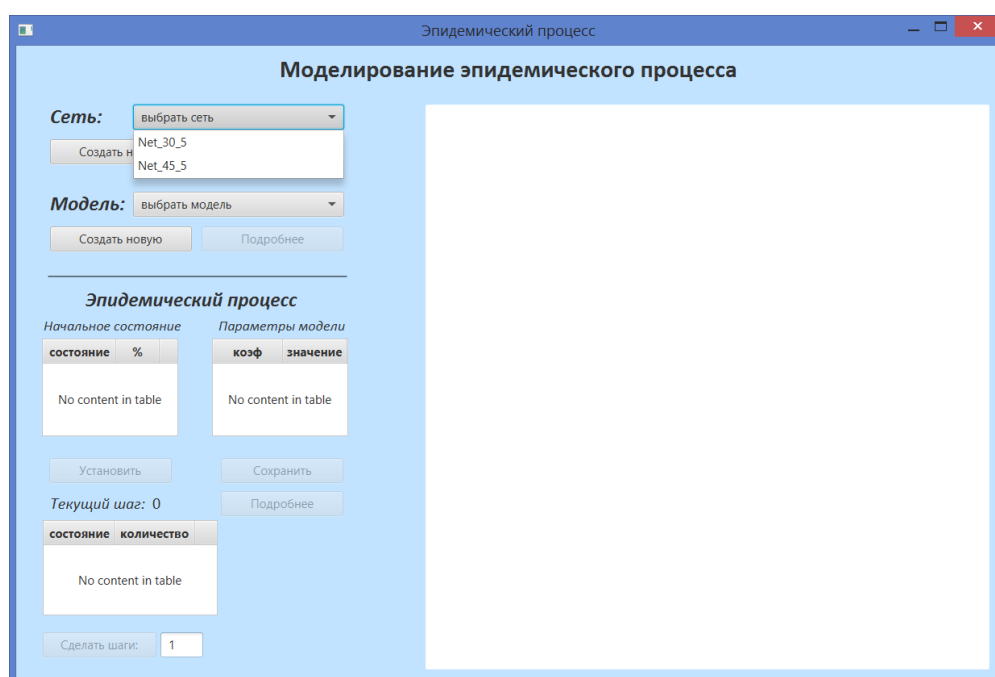 Эпидемический процесс
Моделирование эпидемического процесса
Сеть: выбрать сеть
Net_30_5
Создать н
Net_45_5
Модель: выбрать модель
Создать новую Подробнее
Эпидемический процесс
Начальное состояние Параметры модели
состояние % коэф значение
No content in table No content in table
Установить Сохранить
Текущий шаг: 0 Подробнее
состояние количество
No content in table
Сделать шаги: 1